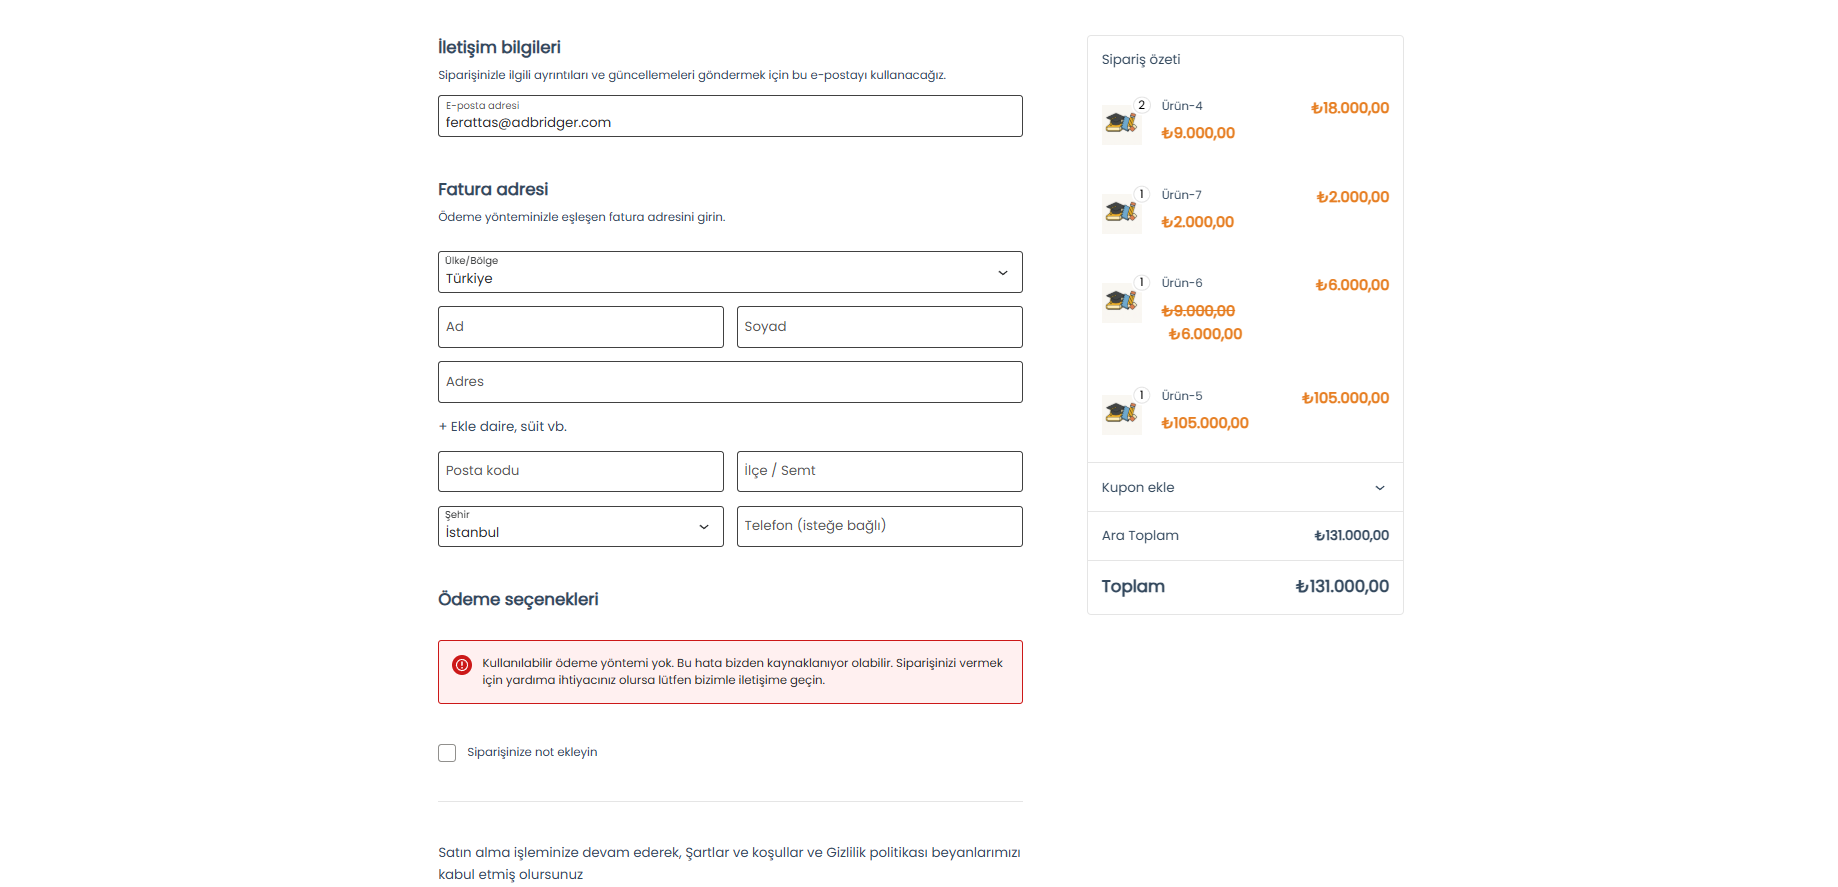 İletişim bilgileri
Siparişinizle ilgili ayrıntıları ve güncellemeleri göndermek için bu e-postayı kullanacağız.
E-posta adresi
ferattas@adbridger.com
Fatura adresi
Ödeme yönteminizle eşleşen fatura adresini girin.
Ülke/Bölge
Türkiye
Ad
Soyad
Adres
+ Ekle daire, süit vb.
Posta kodu
İlçe / Semt
Şehir
İstanbul
Telefon (isteğe bağlı)
Ödeme seçenekleri
Kullanılabilir ödeme yöntemi yok. Bu hata bizden kaynaklanıyor olabilir. Siparişinizi vermek
için yardıma ihtiyacınız olursa lütfen bizimle iletişime geçin.
Siparişinize not ekleyin
Satın alma işleminize devam ederek, Şartlar ve koşullar ve Gizlilik politikası beyanlarımızı
kabul etmiş olursunuz
Sipariş özeti
2
Ürün-4
₺18.000,00
₺9.000,00
1
Ürün-7
₺2.000,00
₺2.000,00
1
Ürün-6
₺6.000,00
₺9.000,00
₺6.000,00
1
Ürün-5
₺105.000,00
₺105.000,00
Kupon ekle
Ara Toplam
₺131.000,00
Toplam
₺131.000,00